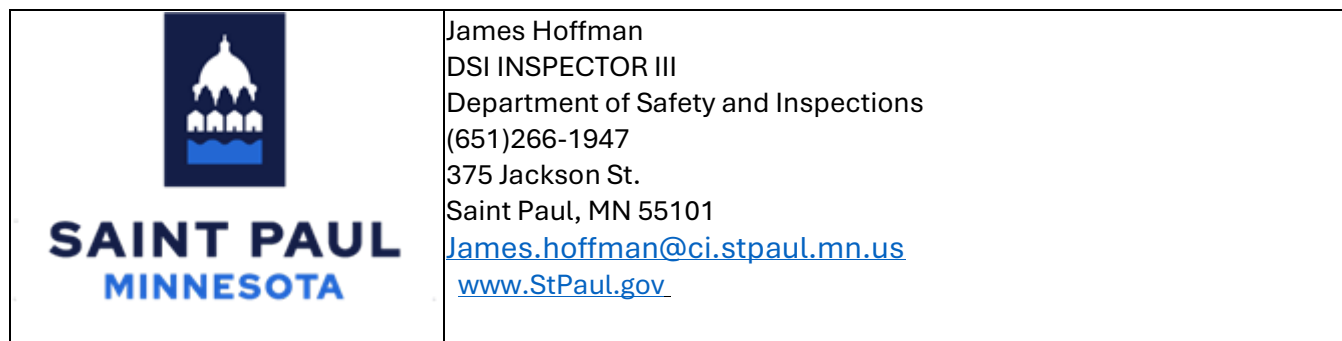 SAINT PAUL
MINNESOTA
James Hoffman
DSI INSPECTOR III
Department of Safety and Inspections
(651)266-1947
375 Jackson St.
Saint Paul, MN 55101
James.hoffman@ci.stpaul.mn.us
www.StPaul.gov